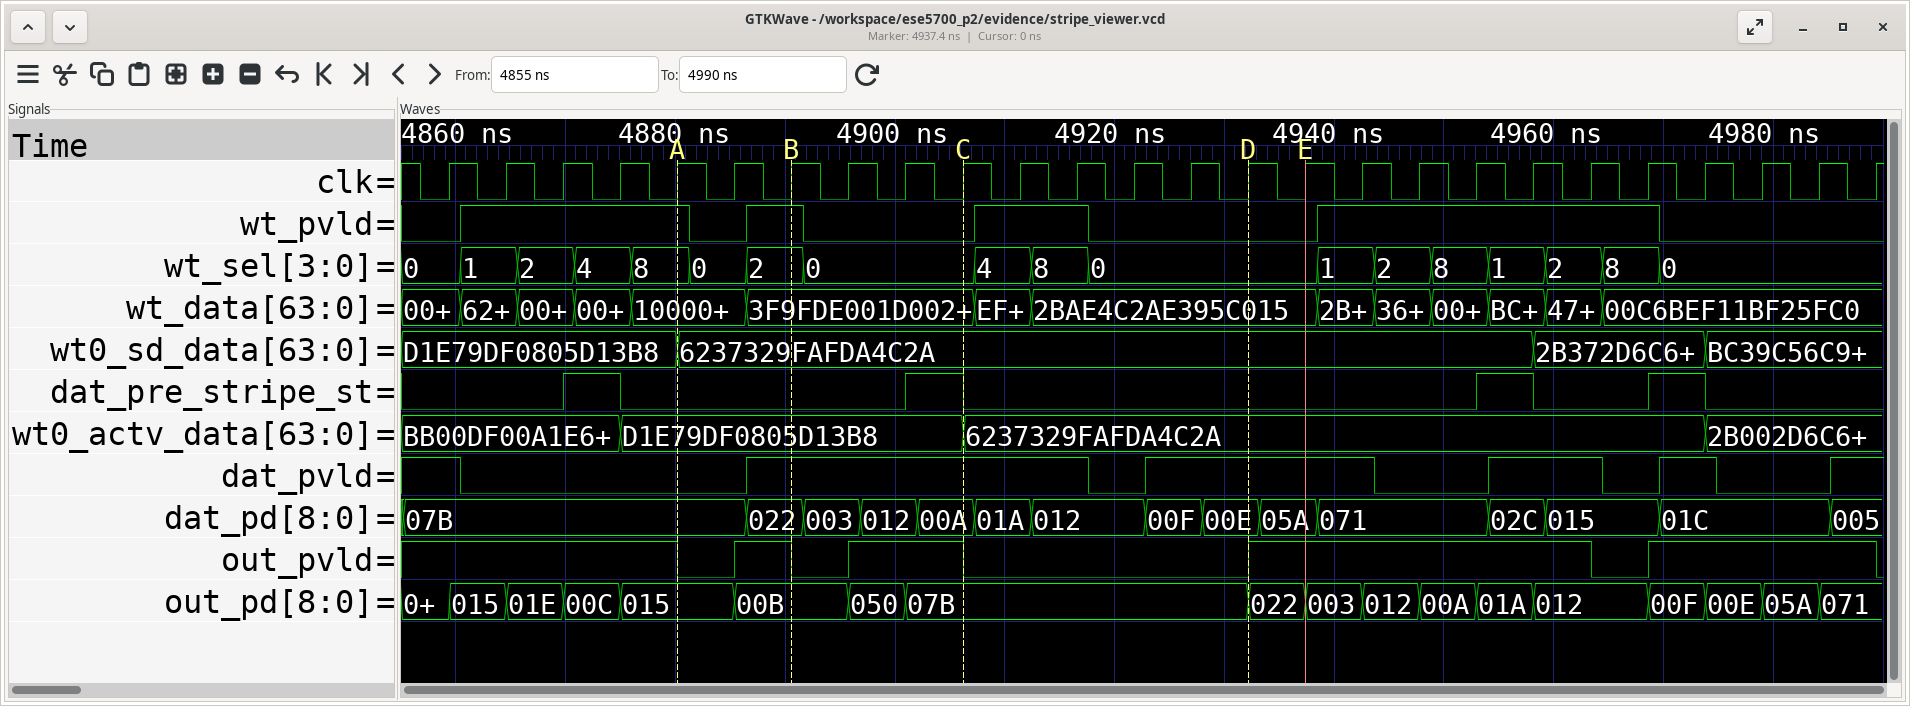 GTKWave - /workspace/ese5700_p2/evidence/stripe_viewer.vcd
Marker: 4937.4 ns | Cursor: 0 ns
From: 4855 ns To: 4990 ns
Signals Waves
4860 ns 4880 ns 4900 ns 4920 ns 4940 ns 4960 ns 4980 ns
Time A B C D E
clk=
wt_pvld=
wt_sel[3:0]= 0 1 2 4 8 0 2 0 4 8 0 1 2 8 1 2 8 0
wt_data[63:0]= 00+ 62+ 00+ 00+ 10000+ 3F9FDE001D002+ EF+ 2BAE4C2AE395C015 2B+ 36+ 00+ BC+ 47+ 00C6BEF11BF25FC0
wt0_sd_data[63:0]= D1E79DF0805D13B8 6237329FAFDA4C2A 2B372D6C6+ BC39C56C9+
dat_pre_stripe_st=
wt0_actv_data[63:0]= BB00DF00A1E6+ D1E79DF0805D13B8 6237329FAFDA4C2A 2B002D6C6+
dat_pvld=
dat_pd[8:0]= 07B 022 003 012 00A 01A 012 00F 00E 05A 071 02C 015 01C 005
out_pvld=
out_pd[8:0]= 0+ 015 01E 00C 015 00B 050 07B 022 003 012 00A 01A 012 00F 00E 05A 071